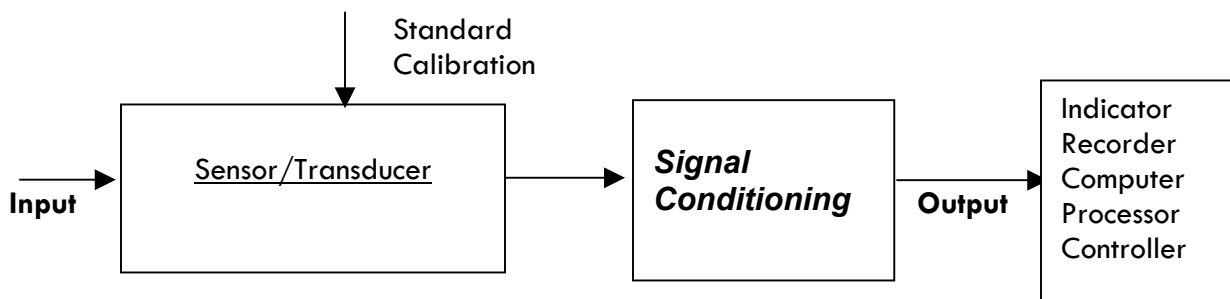 Standard
Calibration
Input
Sensor/Transducer
Signal
Conditioning
Output
Indicator
Recorder
Computer
Processor
Controller